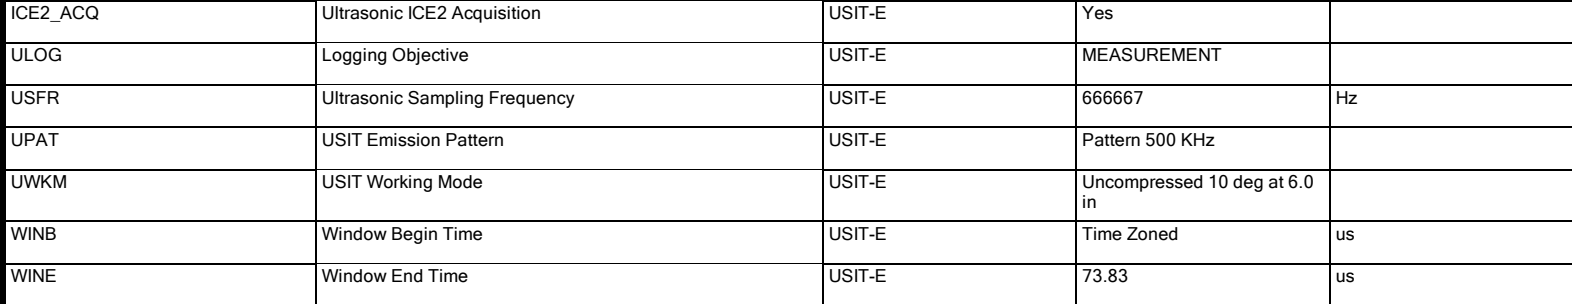 ICE2_ACQ Ultrasonic ICE2 Acquisition USIT-E Yes
ULOG Logging Objective USIT-E MEASUREMENT
USFR Ultrasonic Sampling Frequency USIT-E 666667 Hz
UPAT USIT Emission Pattern USIT-E Pattern 500 KHz
UWKM USIT Working Mode USIT-E Uncompressed 10 deg at 6.0
in
WINB Window Begin Time USIT-E Time Zoned us
WINE Window End Time USIT-E 73.83 us